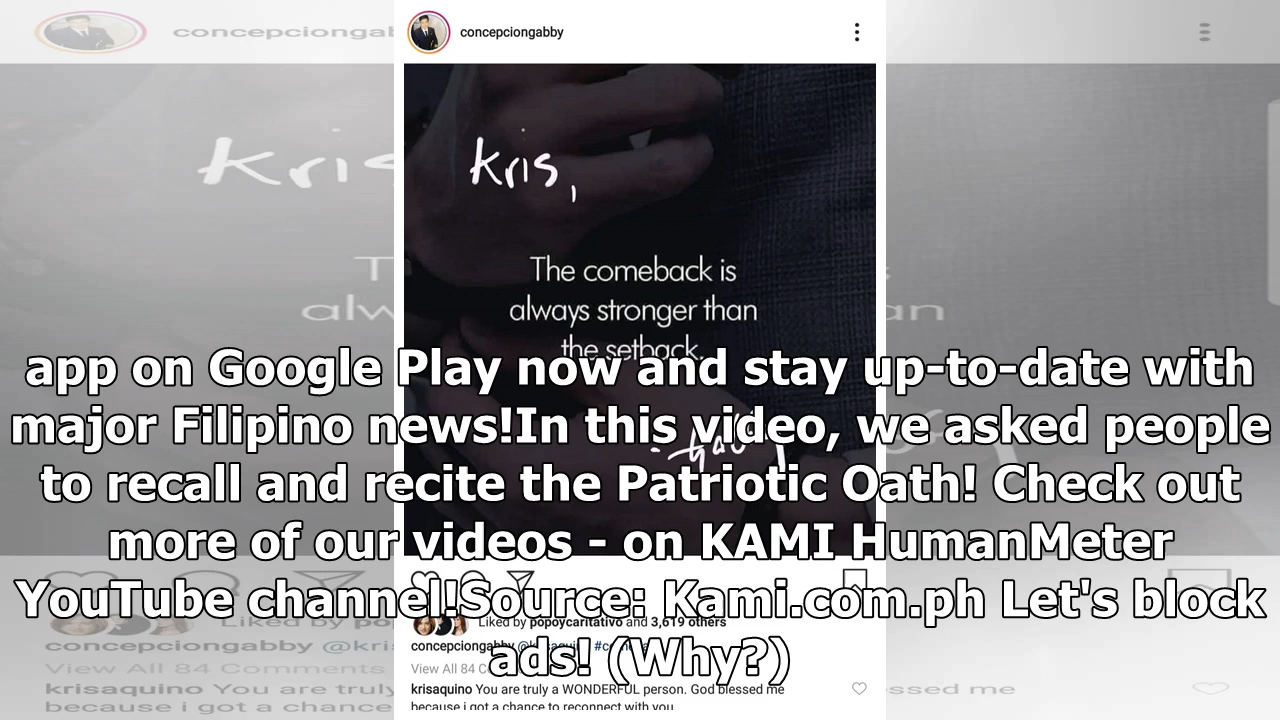 concepciongabby
kris,
The comeback is
always stronger than
the setback.
app on Google Play now and stay up-to-date with
major Filipino news!In this video, we asked people
to recall and recite the Patriotic Oath! Check out
more of our videos - on KAMI HumanMeter
YouTube channel!Source: Kami.com.ph Let's block
ads! (Why?)
Liked by popoycaritativo and 3,619 others
concepciongabby
View All 84
krisaquino You are truly a WONDERFUL person. God blessed me
because i got a chance to reconnect with you